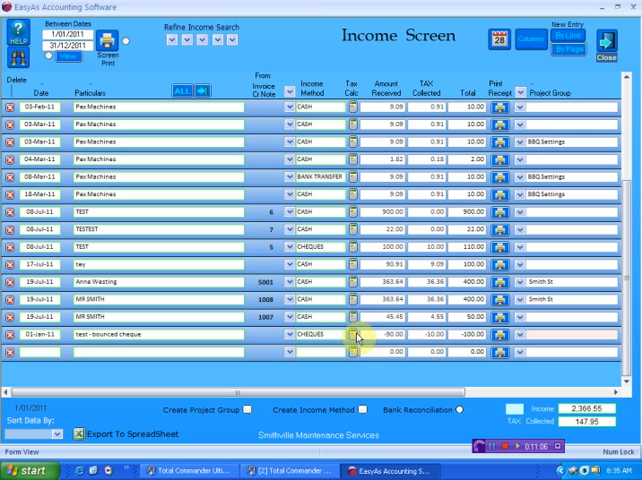 EasyAs Accounting Software
HELP
Between Dates
1/01/2011
31/12/2011
View
Screen Print
Refine Income Search
Income Screen
28
Columns
New Entry
By Line
By Page
Close
Delete
Date
Particulars
ALL
From: Invoice Cr Note
Income Method
Tax Calc
Amount Received
TAX Collected
Total
Print Receipt
Project Group
03-Feb-11 Pex Machines CASH 9.09 0.91 10.00
03-Mar-11 Pex Machines CASH 9.09 0.91 10.00
03-Mar-11 Pex Machines CASH 9.09 0.91 10.00 BBQ Settings
04-Mar-11 Pex Machines CASH 1.82 0.18 2.00
08-Mar-11 Pex Machines BANK TRANSFER 9.09 0.91 10.00 BBQ Settings
18-Mar-11 Pex Machines CASH 9.09 0.91 10.00 BBQ Settings
08-Jul-11 TEST 6 CASH 900.00 0.00 900.00
08-Jul-11 TESTEST 7 CASH 22.00 0.00 22.00
08-Jul-11 TEST 5 CHEQUES 100.00 10.00 110.00
17-Jul-11 tey CASH 90.91 9.09 100.00
19-Jul-11 Anne Wasting 5001 CASH 363.64 36.36 400.00 Smith St
19-Jul-11 MR SMITH 1008 CASH 363.64 36.36 400.00 Smith St
19-Jul-11 MR SMITH 1007 CASH 45.45 4.55 50.00
01-Jan-11 test - bounced cheque CHEQUES -90.00 -10.00 -100.00
0.00 0.00 0.00
1/01/2011
Sort Data By:
Export To SpreadSheet
Create Project Group
Create Income Method
Bank Reconciliation
Smithville Maintenance Services
Income 2,366.55
TAX Collected 147.95
0:11:06
Form View
Num Lock
start
Total Commander Ulti...
[2] Total Commander ...
EasyAs Accounting S...
8:35 AM